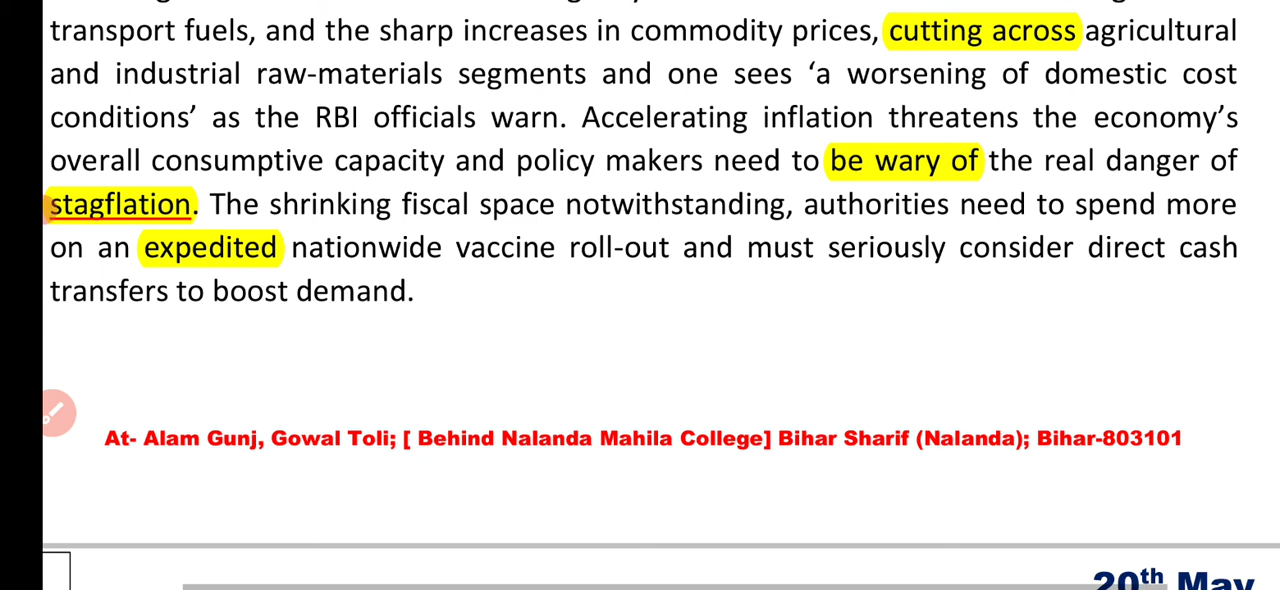 transport fuels, and the sharp increases in commodity prices, cutting across agricultural
and industrial raw-materials segments and one sees ‘a worsening of domestic cost
conditions’ as the RBI officials warn. Accelerating inflation threatens the economy’s
overall consumptive capacity and policy makers need to be wary of the real danger of
stagflation. The shrinking fiscal space notwithstanding, authorities need to spend more
on an expedited nationwide vaccine roll-out and must seriously consider direct cash
transfers to boost demand.
At- Alam Gunj, Gowal Toli; [ Behind Nalanda Mahila College] Bihar Sharif (Nalanda); Bihar-803101
20th May